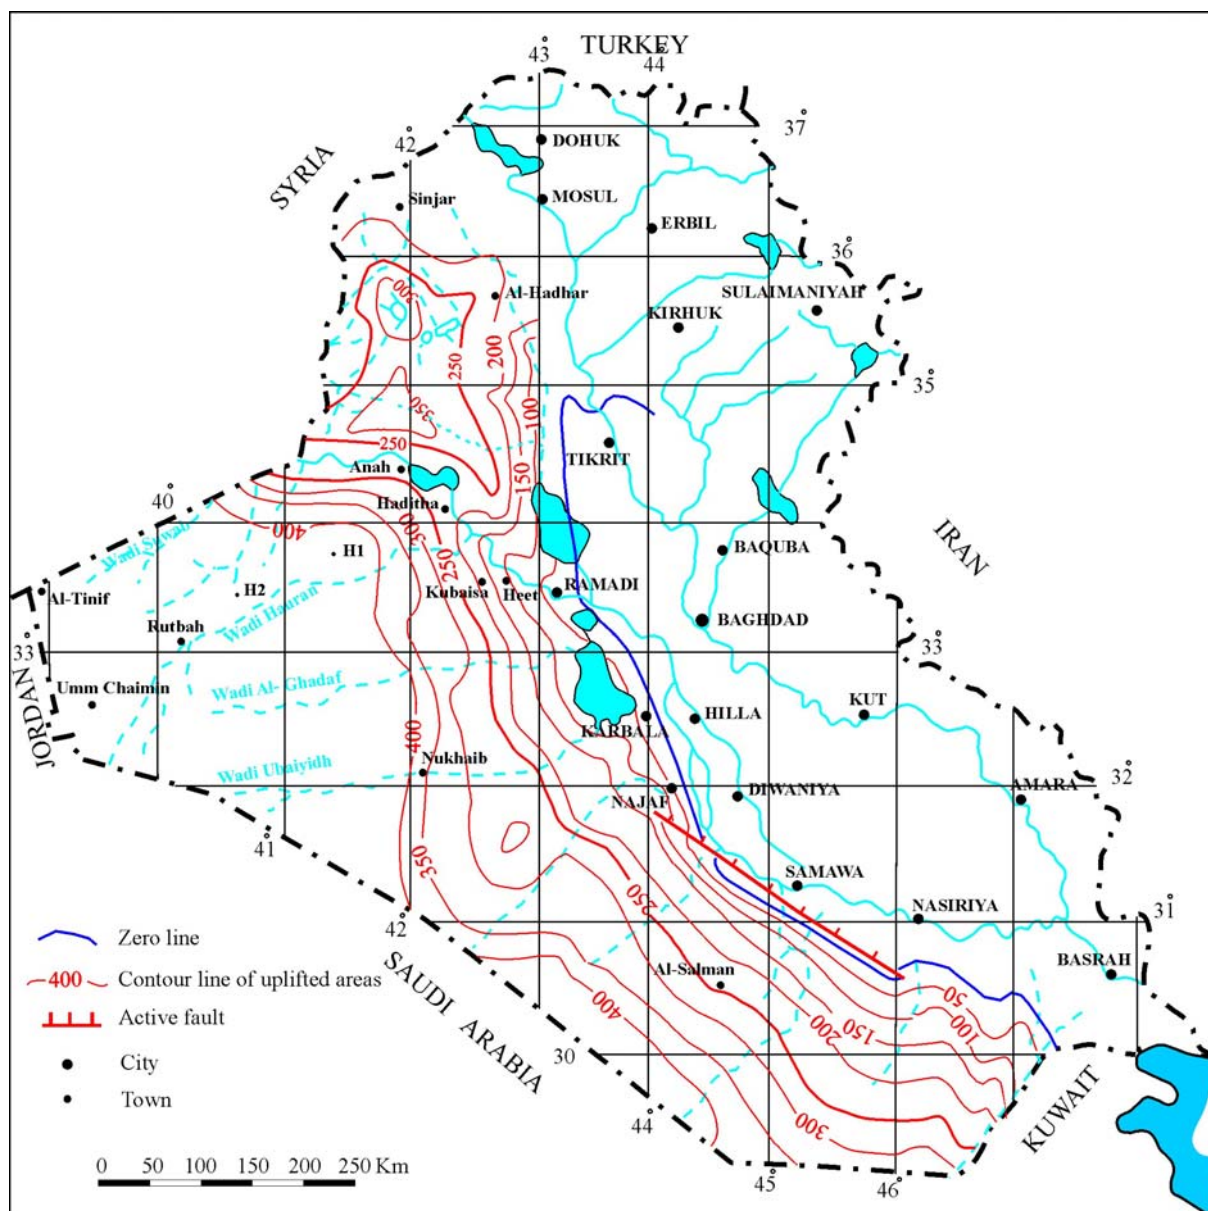 TURKEY
43°
44°
37°
42°
DOHUK
SYRIA
Sinjar
MOSUL
ERBIL
36°
300
Al-Hadhar
SULAIMANIYAH
KIRHUK
200
250
35°
350
100
250
TIKRIT
Anah
150
40°
Haditha
IRAN
400
300
Wadi Suwab
H1
BAQUBA
250
Al-Tinif
H2
Kubaisa
Heet
RAMADI
Wadi Hauran
Rutbah
BAGHDAD
33°
33°
JORDAN
Umm Chaimin
Wadi Al- Ghadaf
KUT
HILLA
KARBALA
400
Nukhaib
Wadi Ubaiyidh
32°
NAJAF
DIWANIYA
AMARA
41°
350
SAMAWA
250
NASIRIYA
31°
42°
Zero line
SAUDI ARABIA
Al-Salman
BASRAH
400 Contour line of uplifted areas
50
400
100
Active fault
200
150
30°
City
Town
300
KUWAIT
44°
0 50 100 150 200 250 Km
45°
46°